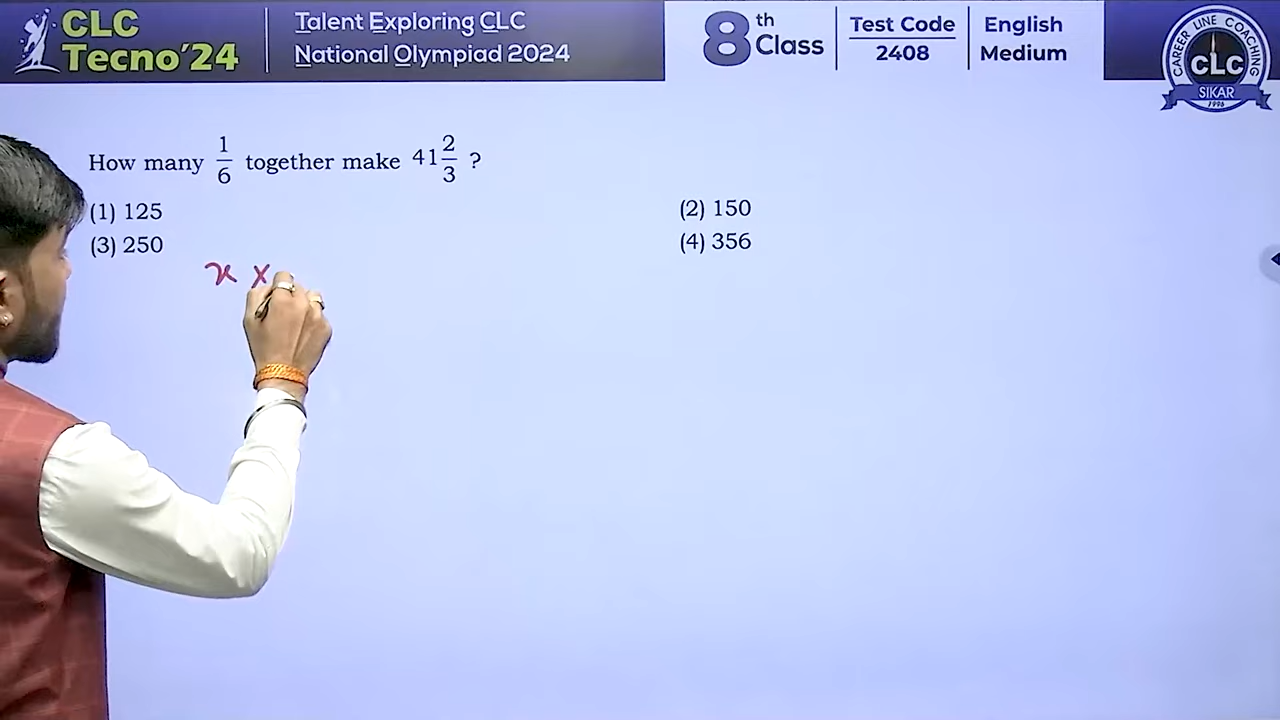 CLC
Tecno'24
Talent Exploring CLC
National Olympiad 2024
8th Class
Test Code
2408
English
Medium
CAREER LINE COACHING
CLC
SIKAR
1996
How many 1/6 together make 41 2/3 ?
(1) 125
(2) 150
(3) 250
(4) 356
x ×